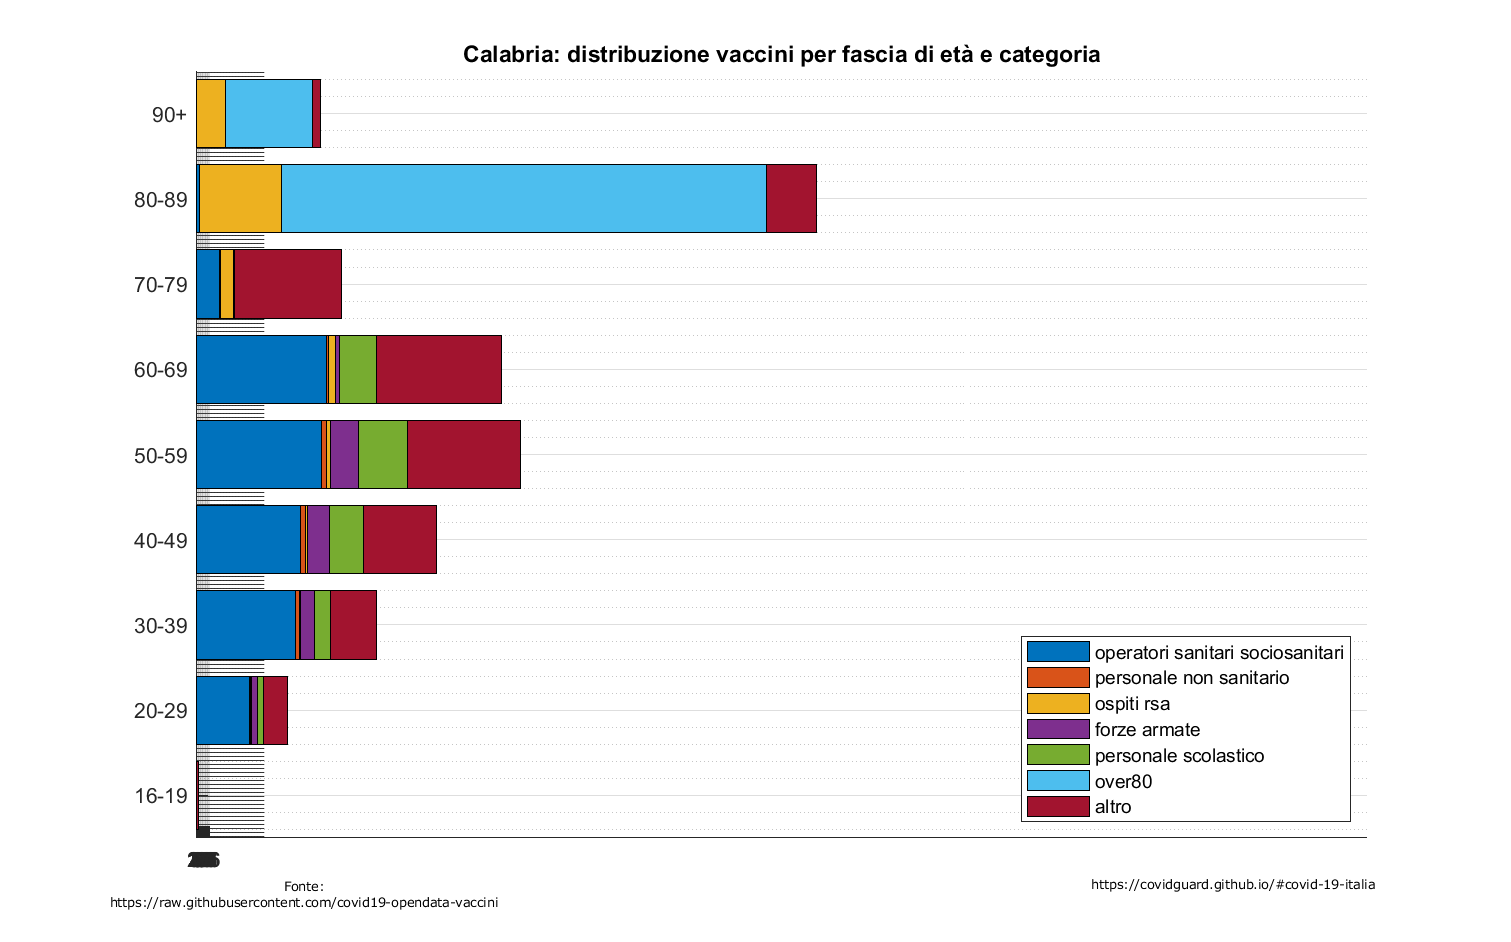 Calabria: distribuzione vaccini per fascia di età e categoria
90+
80-89
70-79
60-69
50-59
40-49
30-39
20-29
16-19
operatori sanitari sociosanitari
personale non sanitario
ospiti rsa
forze armate
personale scolastico
over80
altro
Fonte:
https://raw.githubusercontent.com/covid19-opendata-vaccini
https://covidguard.github.io/#covid-19-italia